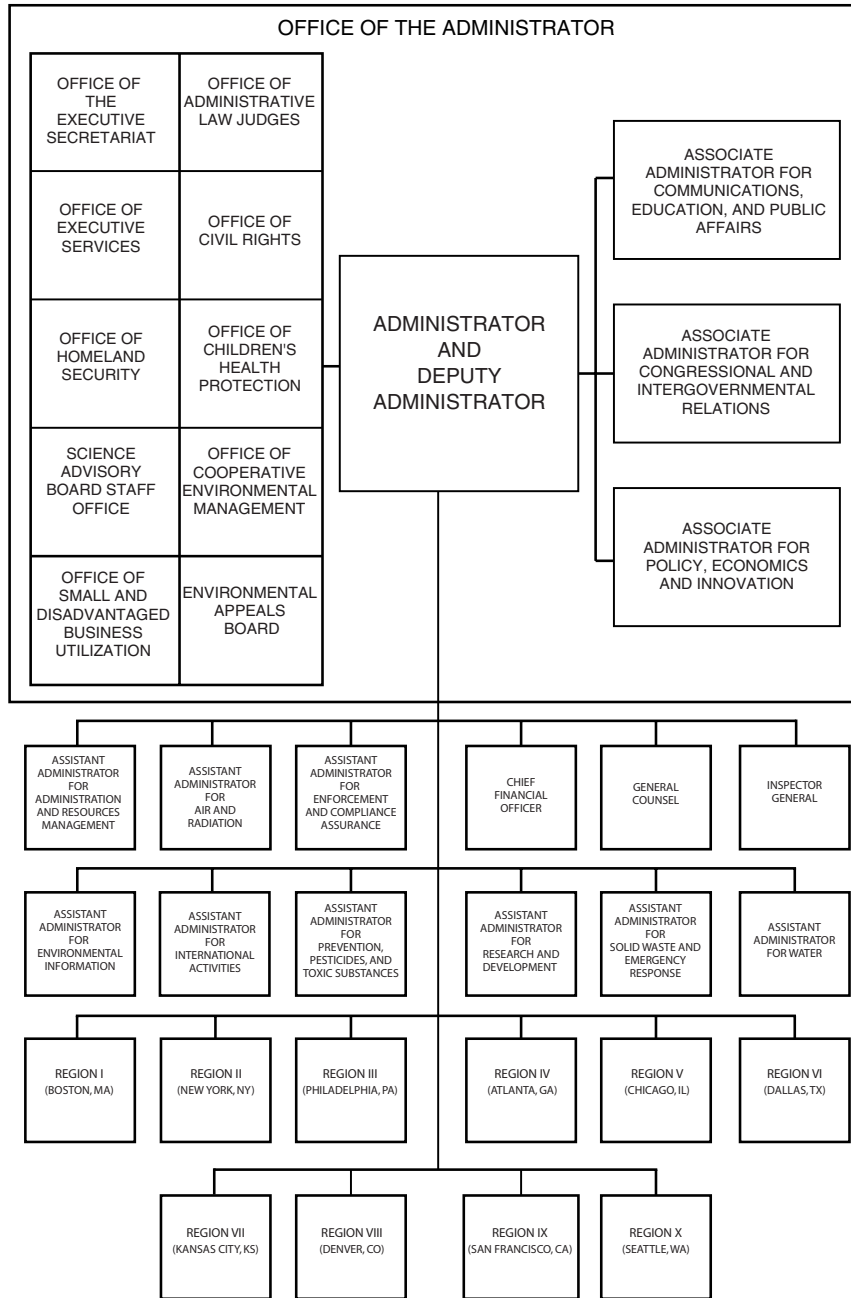 OFFICE OF THE ADMINISTRATOR
OFFICE OF
THE
EXECUTIVE
SECRETARIAT
OFFICE OF
ADMINISTRATIVE
LAW JUDGES
OFFICE OF
EXECUTIVE
SERVICES
OFFICE OF
CIVIL RIGHTS
OFFICE OF
HOMELAND
SECURITY
OFFICE OF
CHILDREN'S
HEALTH
PROTECTION
SCIENCE
ADVISORY
BOARD STAFF
OFFICE
OFFICE OF
COOPERATIVE
ENVIRONMENTAL
MANAGEMENT
OFFICE OF
SMALL AND
DISADVANTAGED
BUSINESS
UTILIZATION
ENVIRONMENTAL
APPEALS
BOARD
ADMINISTRATOR
AND
DEPUTY
ADMINISTRATOR
ASSOCIATE
ADMINISTRATOR FOR
COMMUNICATIONS,
EDUCATION, AND PUBLIC
AFFAIRS
ASSOCIATE
ADMINISTRATOR FOR
CONGRESSIONAL AND
INTERGOVERNMENTAL
RELATIONS
ASSOCIATE
ADMINISTRATOR FOR
POLICY, ECONOMICS
AND INNOVATION
ASSISTANT
ADMINISTRATOR
FOR
ADMINISTRATION
AND RESOURCES
MANAGEMENT
ASSISTANT
ADMINISTRATOR
FOR
AIR AND
RADIATION
ASSISTANT
ADMINISTRATOR
FOR
ENFORCEMENT
AND COMPLIANCE
ASSURANCE
CHIEF
FINANCIAL
OFFICER
GENERAL
COUNSEL
INSPECTOR
GENERAL
ASSISTANT
ADMINISTRATOR
FOR
ENVIRONMENTAL
INFORMATION
ASSISTANT
ADMINISTRATOR
FOR
INTERNATIONAL
ACTIVITIES
ASSISTANT
ADMINISTRATOR
FOR
PREVENTION,
PESTICIDES, AND
TOXIC SUBSTANCES
ASSISTANT
ADMINISTRATOR
FOR
RESEARCH AND
DEVELOPMENT
ASSISTANT
ADMINISTRATOR
FOR
SOLID WASTE AND
EMERGENCY
RESPONSE
ASSISTANT
ADMINISTRATOR
FOR WATER
REGION I
(BOSTON, MA)
REGION II
(NEW YORK, NY)
REGION III
(PHILADELPHIA, PA)
REGION IV
(ATLANTA, GA)
REGION V
(CHICAGO, IL)
REGION VI
(DALLAS, TX)
REGION VII
(KANSAS CITY, KS)
REGION VIII
(DENVER, CO)
REGION IX
(SAN FRANCISCO, CA)
REGION X
(SEATTLE, WA)